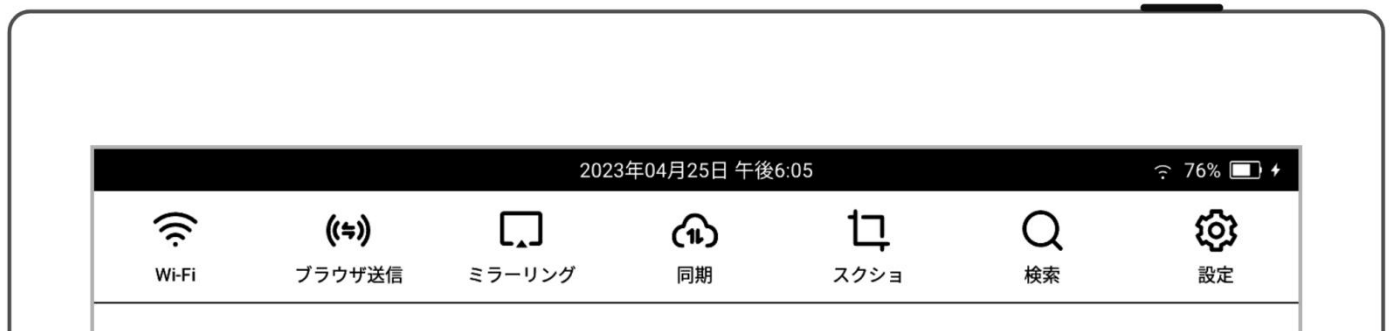 2023年04月25日 午後6:05 76%
Wi-Fi ブラウザ送信 ミラーリング 同期 スクショ 検索 設定